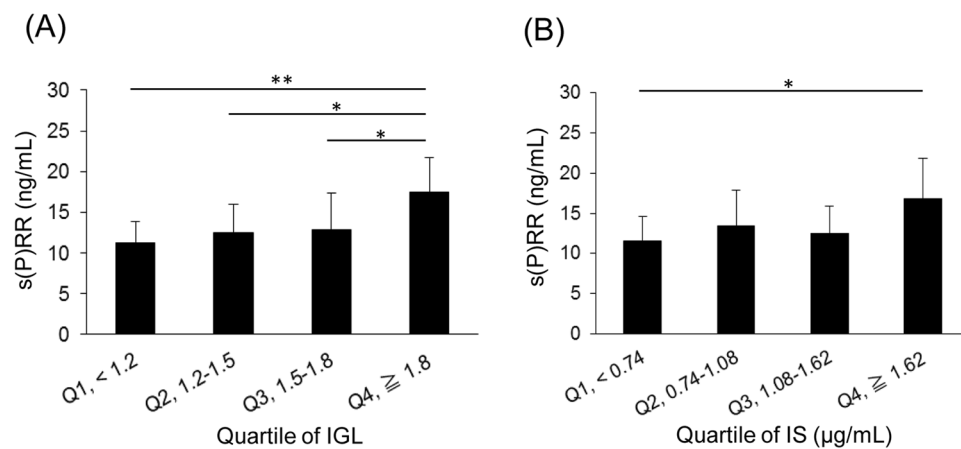 (A)
**
*
*
30
25
20
15
10
5
0
s(P)RR (ng/mL)
Q1, < 1.2
Q2, 1.2-1.5
Q3, 1.5-1.8
Q4, ≧ 1.8
Quartile of IGL
(B)
*
30
25
20
15
10
5
0
s(P)RR (ng/mL)
Q1, < 0.74
Q2, 0.74-1.08
Q3, 1.08-1.62
Q4, ≧ 1.62
Quartile of IS (μg/mL)